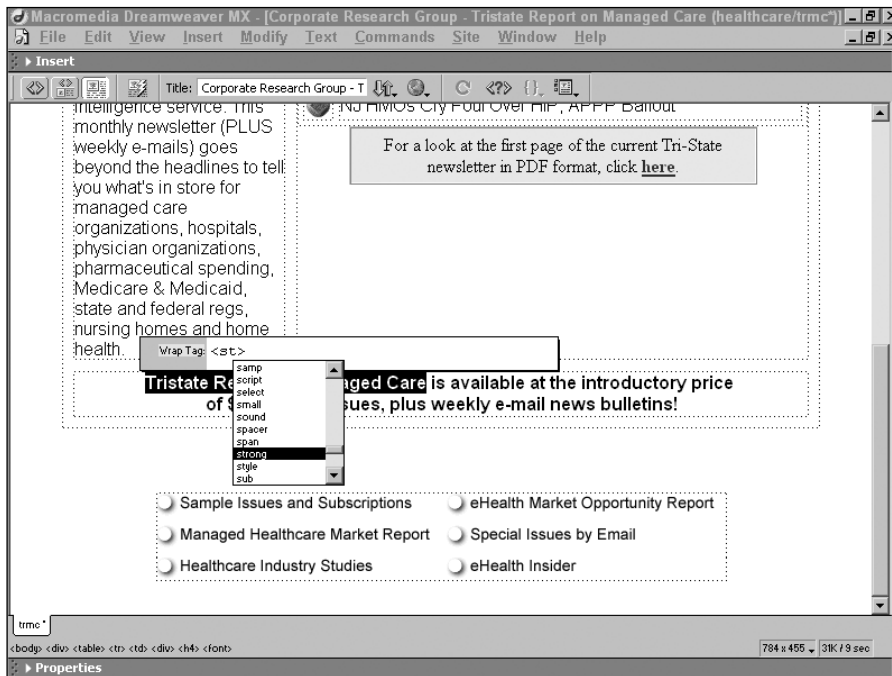 Macromedia Dreamweaver MX - [Corporate Research Group - Tristate Report on Managed Care (healthcare/trmc*)]
File Edit View Insert Modify Text Commands Site Window Help
Insert
Title: Corporate Research Group - T
intelligence service. This
monthly newsletter (PLUS
weekly e-mails) goes
beyond the headlines to tell
you what's in store for
managed care
organizations, hospitals,
physician organizations,
pharmaceutical spending,
Medicare & Medicaid,
state and federal regs,
nursing homes and home
health.
NJ HMOs Cry Foul Over HIP, APPP Bailout
For a look at the first page of the current Tri-State
newsletter in PDF format, click here.
Wrap Tag: <st>
samp
script
select
small
sound
spacer
span
strong
style
sub
Tristate Re aged Care is available at the introductory price
of $ sues, plus weekly e-mail news bulletins!
Sample Issues and Subscriptions eHealth Market Opportunity Report
Managed Healthcare Market Report Special Issues by Email
Healthcare Industry Studies eHealth Insider
trmc*
<body> <div> <table> <tr> <td> <div> <h4> <font>
784 x 455 31K / 9 sec
Properties